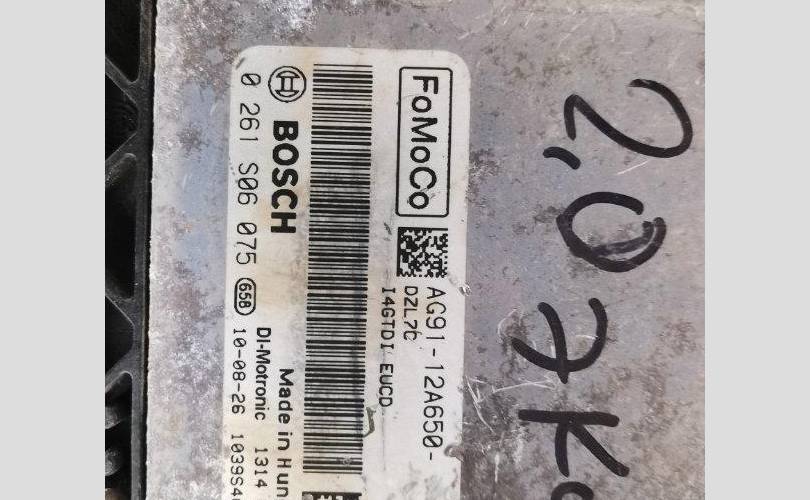 FoMoCo
AG91-12A650-
DZL7C
I4GTDI EUCD
BOSCH
Made in Hun
0 261 S06 075 658
DI-Motronic 1314
10-08-26 1039S4
2,0